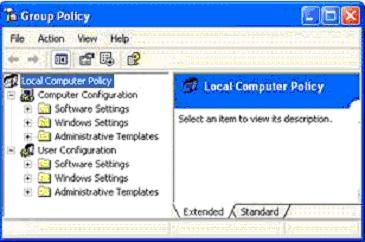 Group Policy
File Action View Help
Local Computer Policy
Computer Configuration
Software Settings
Windows Settings
Administrative Templates
User Configuration
Software Settings
Windows Settings
Administrative Templates
Local Computer Policy
Select an item to view its description.
Extended Standard